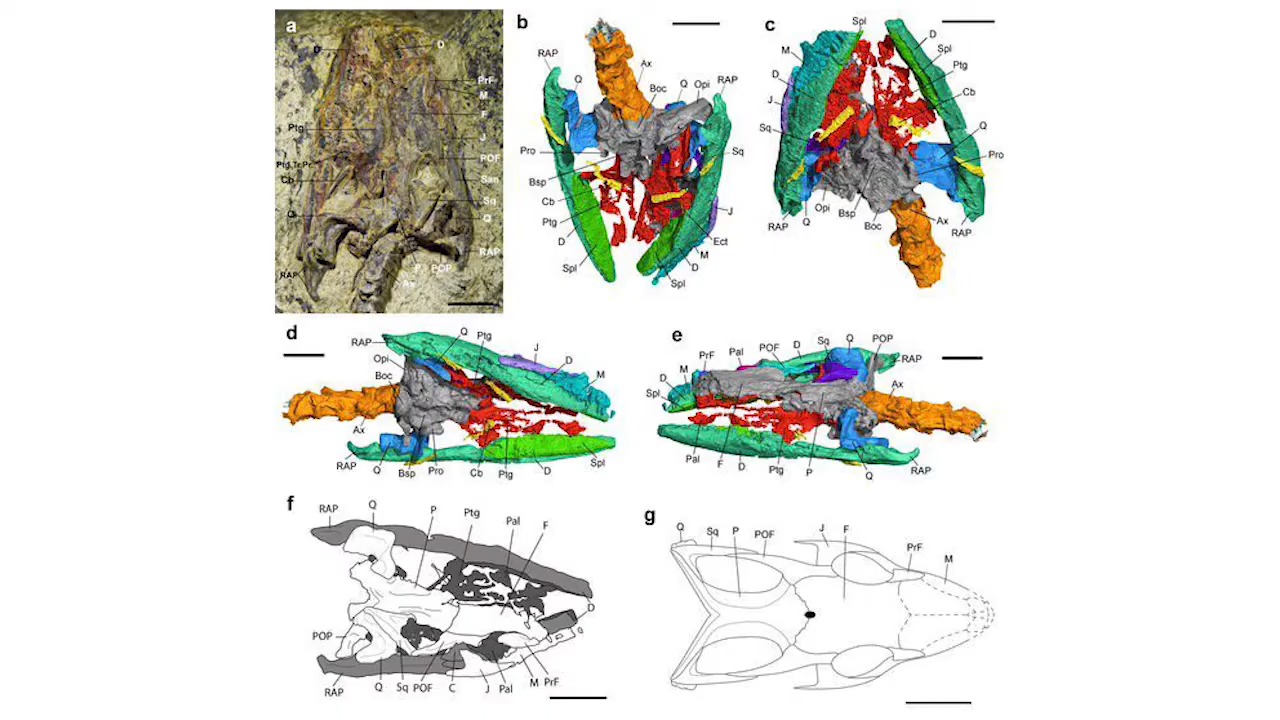 a
D
D
PrF
M
F
Ptg
J
Ptg.Tr.Pr.
POF
Cb
San
Sq
Q
Q
RAP
RAP
P
POP
Ax
b
RAP
Q
Ax
Boc
Q
Opi
RAP
Pro
Sq
Bsp
Cb
Ptg
J
D
Ect
Spl
M
D
Spl
c
Spl
D
M
Spl
D
Ptg
J
Cb
Sq
Q
Pro
Opi
Bsp
Ax
RAP
Q
Boc
RAP
d
RAP
Q
Ptg
J
Opi
D
Boc
M
Ax
RAP
Q
Bsp
Pro
Cb
Ptg
D
Spl
e
PrF
Pal
POF
D
Sq
Q
POP
RAP
M
D
Ax
Spl
Pal
F
D
Ptg
P
Q
RAP
f
RAP
Q
P
Ptg
Pal
F
D
POP
RAP
Q
Sq
POF
C
J
Pal
M
PrF
g
Q
Sq
P
POF
J
F
PrF
M